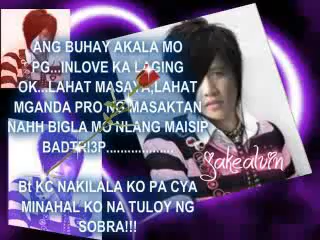 ANG BUHAY AKALA MO
PG...INLOVE KA LAGING
OK...LAHAT MASAYA,LAHAT
MGANDA PRO NG MASAKTAN
NAHH BIGLA MO NLANG MAISIP
BADTRI3P...................
Bt KC NAKILALA KO PA CYA
MINAHAL KO NA TULOY NG
SOBRA!!!
jakealvin